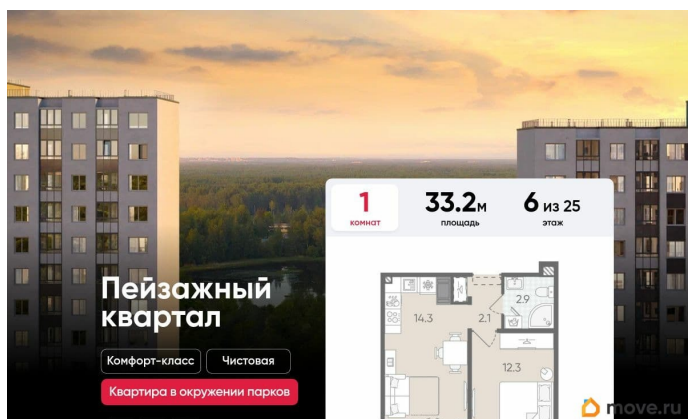 1
комнат
33.2м
площадь
6 из 25
этаж
Пейзажный
квартал
Комфорт-класс
Чистовая
Квартира в окружении парков
14.3
2.1
2.9
12.3
move.ru